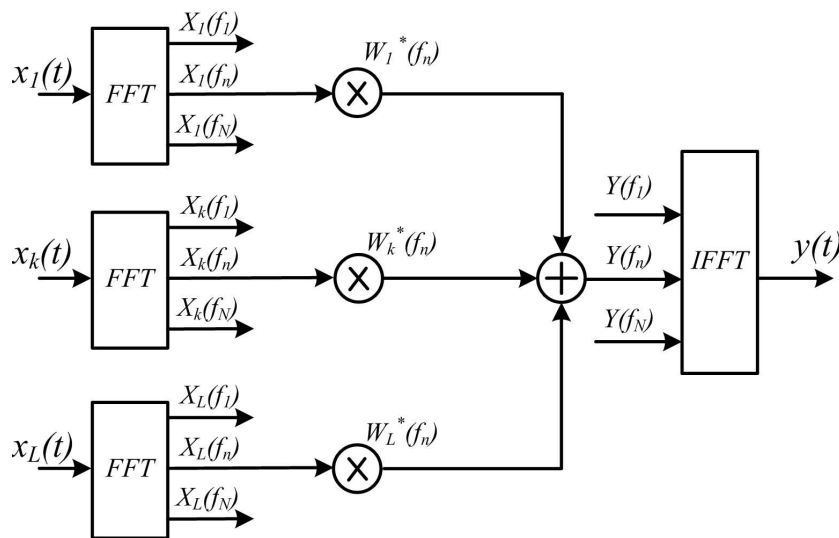 x1(t)
FFT
X1(f1)
X1(fn)
X1(fN)
W1*(fn)
xk(t)
FFT
Xk(f1)
Xk(fn)
Xk(fN)
Wk*(fn)
xL(t)
FFT
XL(f1)
XL(fn)
XL(fN)
WL*(fn)
Y(f1)
Y(fn)
Y(fN)
IFFT
y(t)